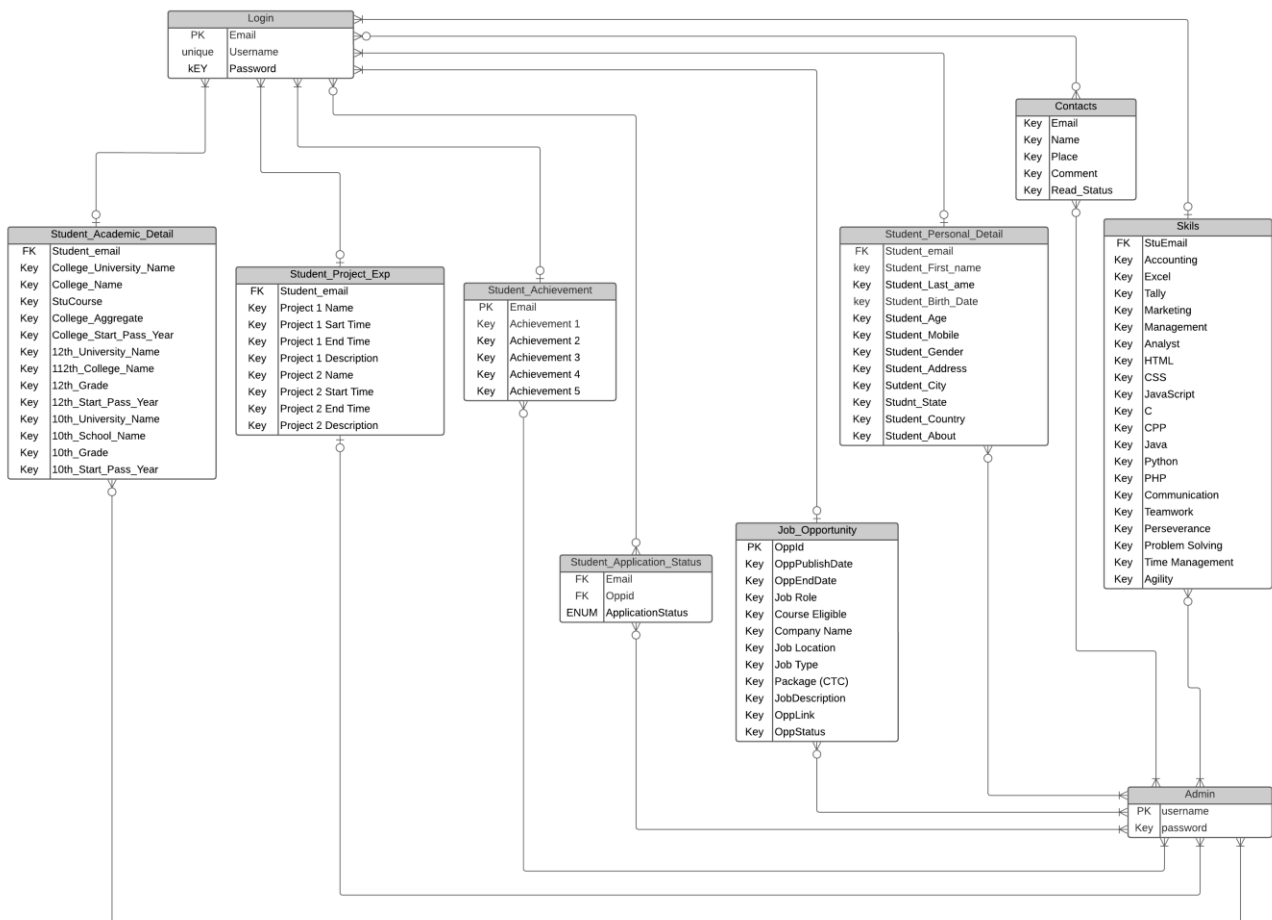 Login
PK Email
unique Username
kEY Password
Contacts
Key Email
Key Name
Key Place
Key Comment
Key Read_Status
Student_Academic_Detail
FK Student_email
Key College_University_Name
Key College_Name
Key StuCourse
Key College_Aggregate
Key College_Start_Pass_Year
Key 12th_University_Name
Key 112th_College_Name
Key 12th_Grade
Key 12th_Start_Pass_Year
Key 10th_University_Name
Key 10th_School_Name
Key 10th_Grade
Key 10th_Start_Pass_Year
Student_Project_Exp
FK Student_email
Key Project 1 Name
Key Project 1 Sart Time
Key Project 1 End Time
Key Project 1 Description
Key Project 2 Name
Key Project 2 Start Time
Key Project 2 End Time
Key Project 2 Description
Student_Achievement
PK Email
Key Achievement 1
Key Achievement 2
Key Achievement 3
Key Achievement 4
Key Achievement 5
Student_Personal_Detail
FK Student_email
key Student_First_name
Key Student_Last_ame
key Student_Birth_Date
Key Student_Age
Key Student_Mobile
Key Student_Gender
Key Student_Address
Key Sutdent_City
Key Studnt_State
Key Student_Country
Key Student_About
Skils
FK StuEmail
Key Accounting
Key Excel
Key Tally
Key Marketing
Key Management
Key Analyst
Key HTML
Key CSS
Key JavaScript
Key C
Key CPP
Key Java
Key Python
Key PHP
Key Communication
Key Teamwork
Key Perseverance
Key Problem Solving
Key Time Management
Key Agility
Student_Application_Status
FK Email
FK Oppid
ENUM ApplicationStatus
Job_Opportunity
PK OppId
Key OppPublishDate
Key OppEndDate
Key Job Role
Key Course Eligible
Key Company Name
Key Job Location
Key Job Type
Key Package (CTC)
Key JobDescription
Key OppLink
Key OppStatus
Admin
PK username
Key password